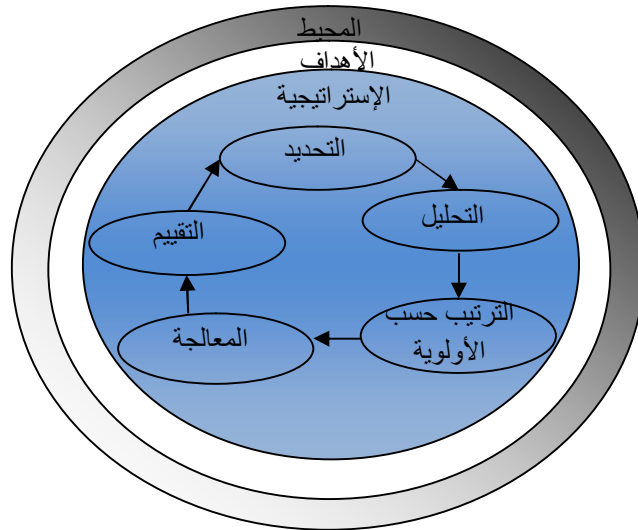 المحيط
الأهداف
الإستراتيجية
التحديد
التحليل
الترتيب حسب
الأولوية
المعالجة
التقييم